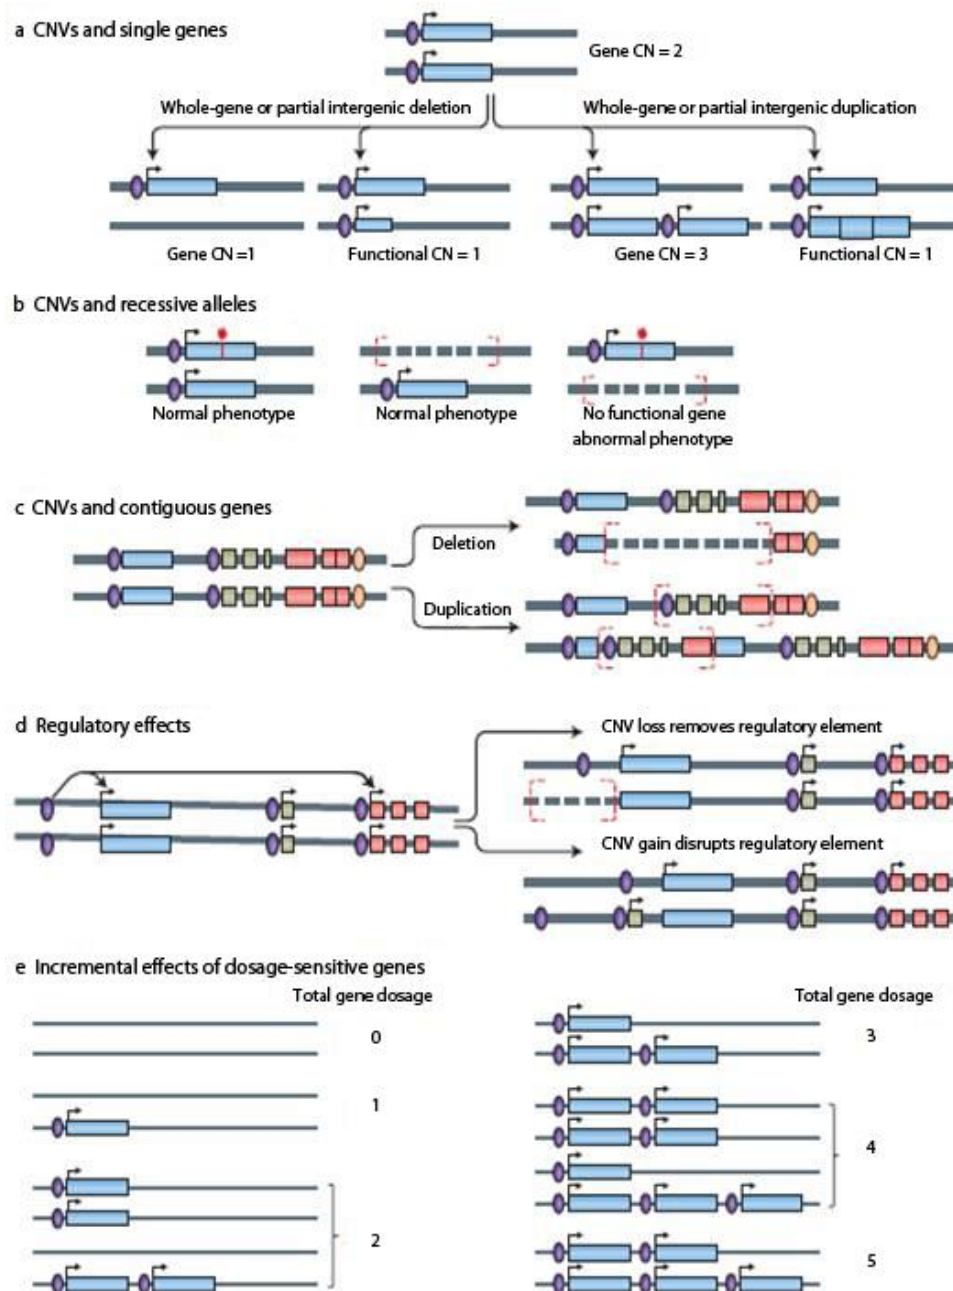 a CNVs and single genes
Gene CN = 2
Whole-gene or partial intergenic deletion
Whole-gene or partial intergenic duplication
Gene CN =1
Functional CN = 1
Gene CN = 3
Functional CN = 1
b CNVs and recessive alleles
Normal phenotype
Normal phenotype
No functional gene
abnormal phenotype
c CNVs and contiguous genes
Deletion
Duplication
d Regulatory effects
CNV loss removes regulatory element
CNV gain disrupts regulatory element
e Incremental effects of dosage-sensitive genes
Total gene dosage
0
1
2
Total gene dosage
3
4
5